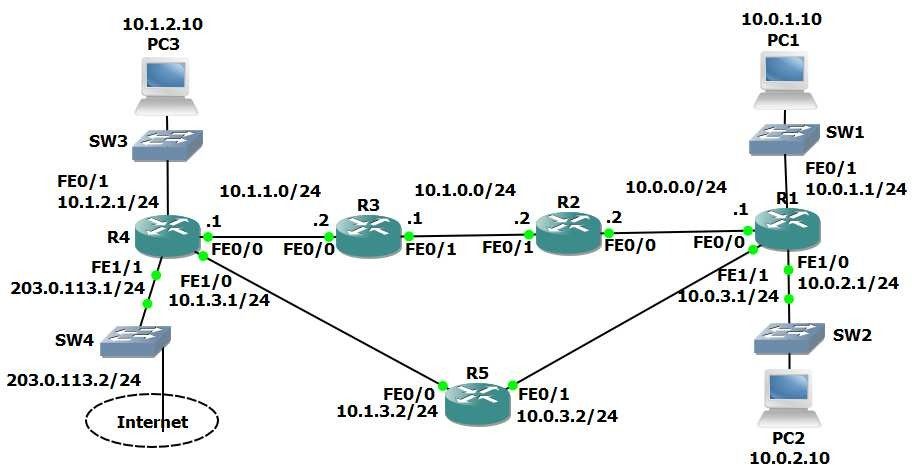 10.1.2.10
PC3
10.0.1.10
PC1
SW3
SW1
FE0/1
10.1.2.1/24
FE0/1
10.0.1.1/24
10.1.1.0/24
10.1.0.0/24
10.0.0.0/24
R4
.1
FE0/0
.2
FE0/0
R3
.1
FE0/1
.2
FE0/1
R2
.2
FE0/0
.1
FE0/0
R1
FE1/1
203.0.113.1/24
FE1/0
10.1.3.1/24
FE1/1
10.0.3.1/24
FE1/0
10.0.2.1/24
SW4
SW2
203.0.113.2/24
Internet
R5
FE0/0
10.1.3.2/24
FE0/1
10.0.3.2/24
PC2
10.0.2.10